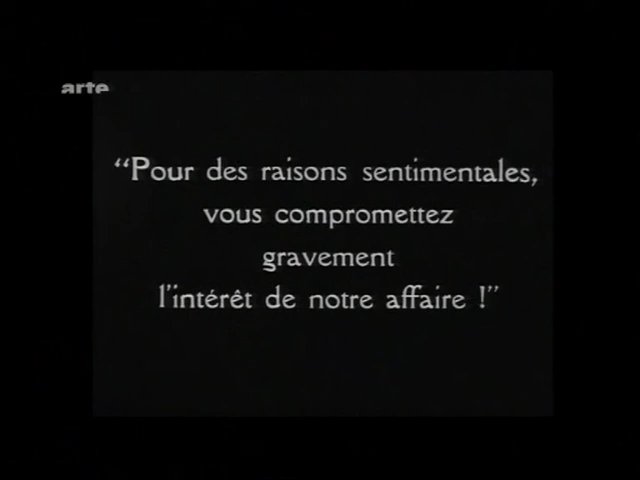 arte
“Pour des raisons sentimentales,
vous compromettez
gravement
l'intérêt de notre affaire !”